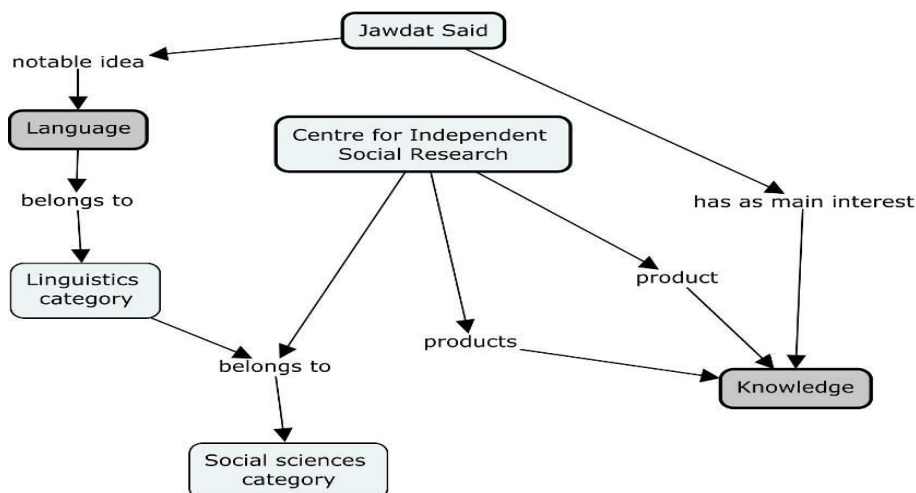 Jawdat Said
notable idea
Language
Centre for Independent
Social Research
belongs to
has as main interest
Linguistics
category
product
products
belongs to
Knowledge
Social sciences
category